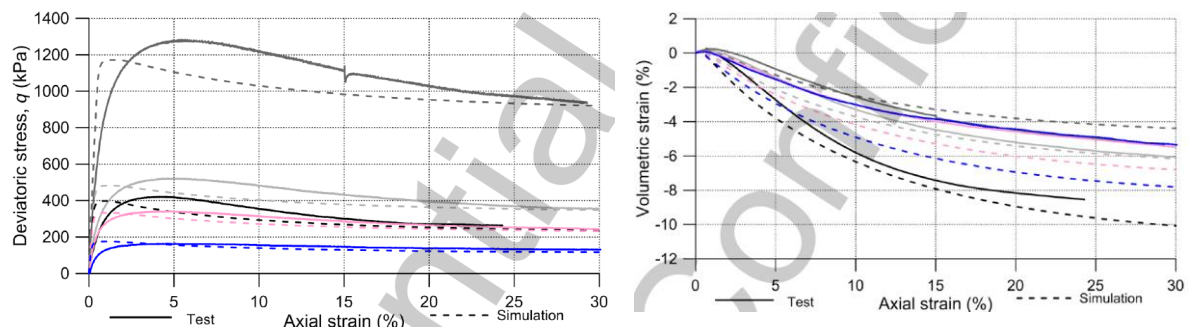 1400
1200
1000
800
600
400
200
0
Deviatoric stress, q (kPa)
0 5 10 15 20 25 30
Axial strain (%)
Test
Simulation
2
0
-2
-4
-6
-8
-10
-12
Volumetric strain (%)
0 5 10 15 20 25 30
Axial strain (%)
Test
Simulation
ntial
Confi